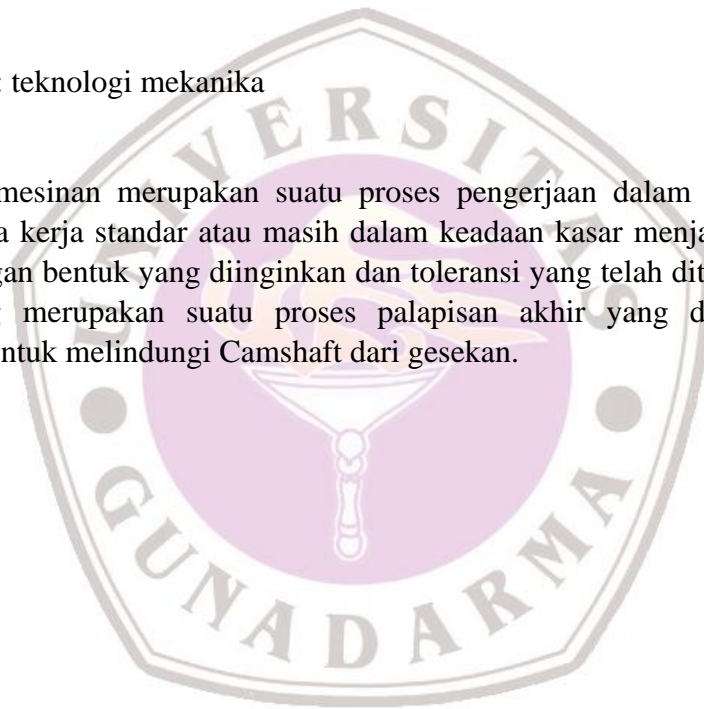 : teknologi mekanika
mesinan merupakan suatu proses pengerjaan dalam
a kerja standar atau masih dalam keadaan kasar menja
gan bentuk yang diinginkan dan toleransi yang telah dit
g merupakan suatu proses palapisan akhir yang d
ntuk melindungi Camshaft dari gesekan.
UNIVERSITAS
GUNADARMA